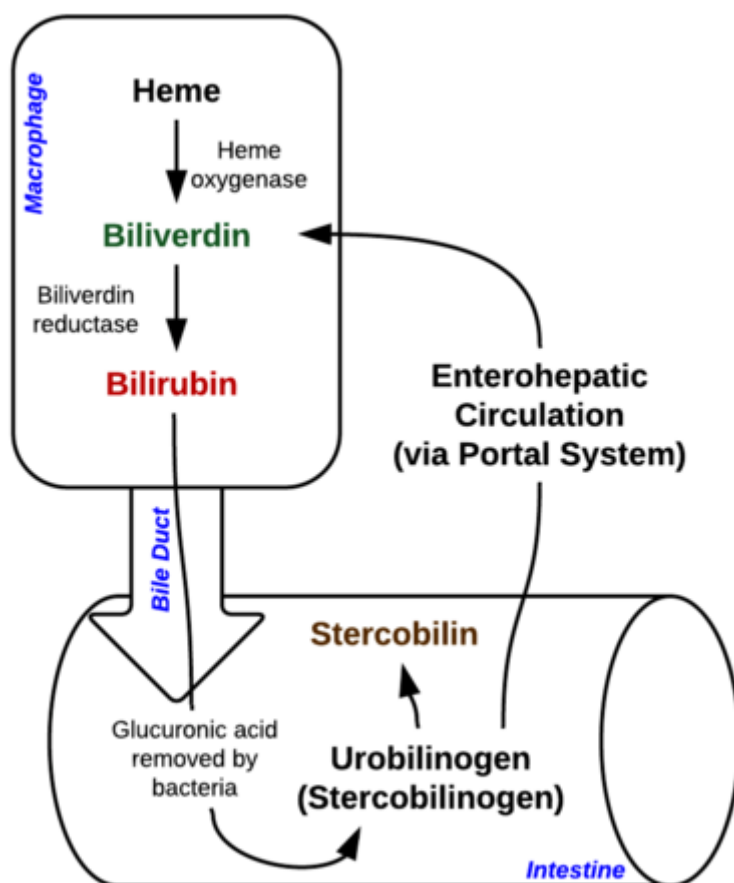 Macrophage
Heme
Heme
oxygenase
Biliverdin
Biliverdin
reductase
Bilirubin
Enterohepatic
Circulation
(via Portal System)
Bile Duct
Stercobilin
Glucuronic acid
removed by
bacteria
Urobilinogen
(Stercobilinogen)
Intestine